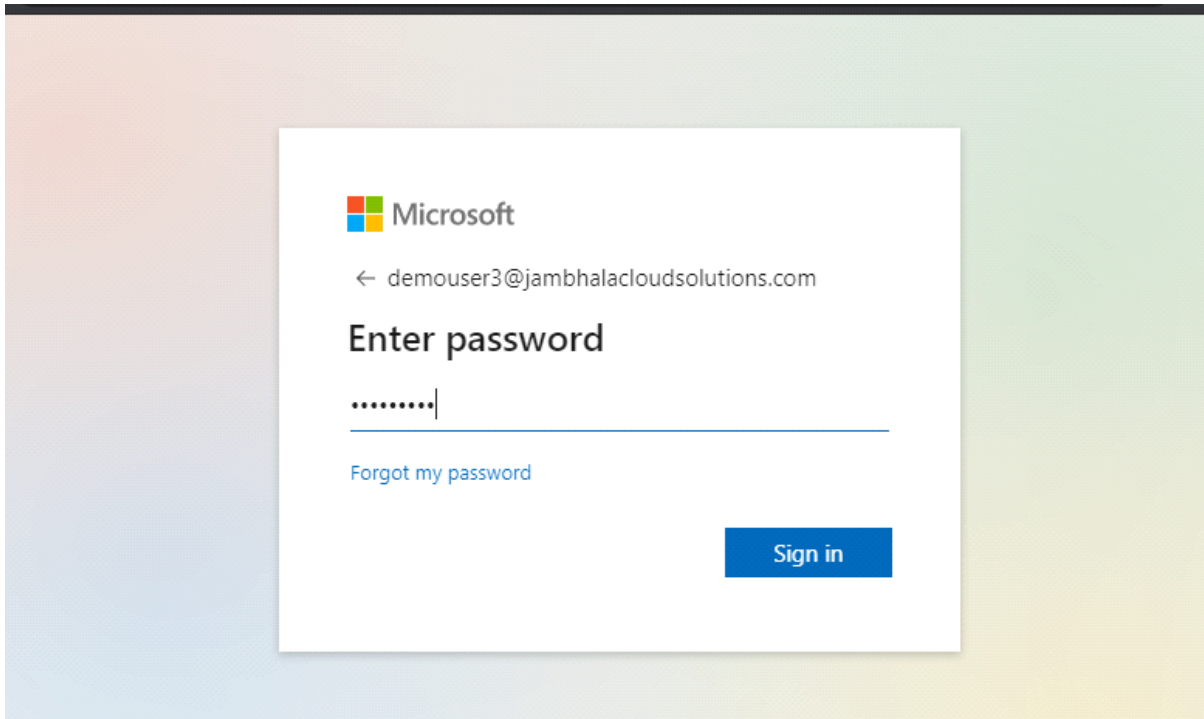 Microsoft
← demouser3@jambhalacloudsolutions.com
Enter password
•••••••••
Forgot my password
Sign in